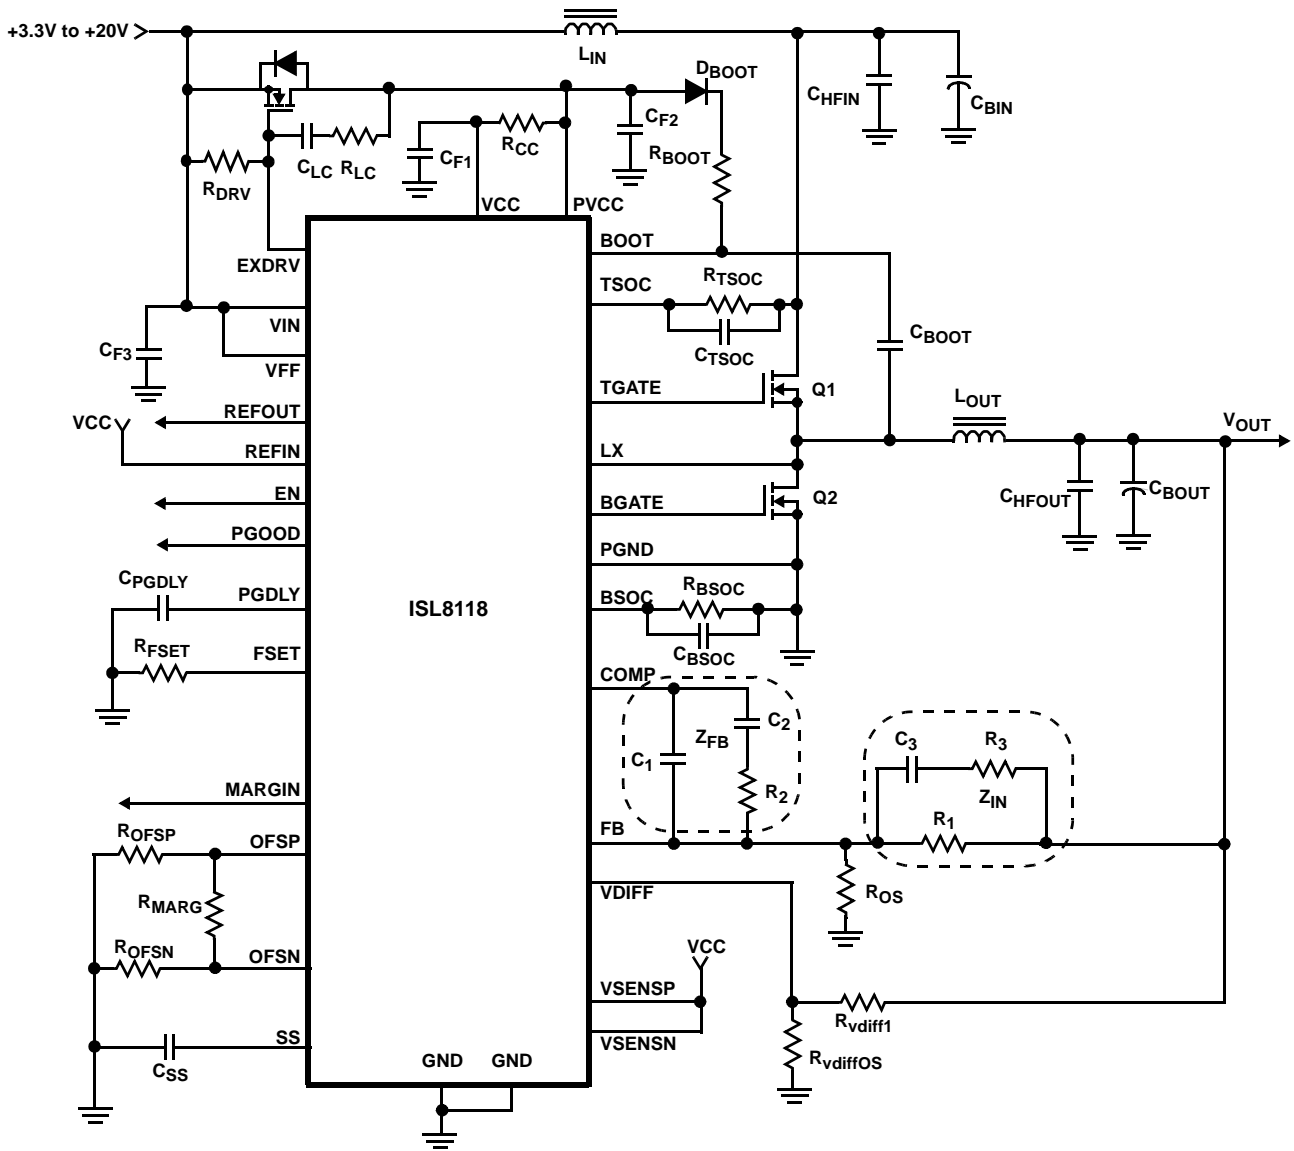 +3.3V to +20V
LIN
DBOOT
CHFIN
CBIN
CF2
RCC
CF1
RBOOT
CLC RLC
RDRV
VCC PVCC
BOOT
EXDRV
TSOC
RTSOC
CTSOC
VIN
CF3
VFF
CBOOT
TGATE
Q1
LOUT
VOUT
REFOUT
VCC
REFIN
LX
EN
BGATE
Q2
CHFOUT
CBOUT
PGOOD
PGND
CPGDLY
PGDLY
BSOC
RBSOC
CBSOC
ISL8118
RFSET
FSET
COMP
C2
ZFB
C1
R2
C3
R3
ZIN
R1
MARGIN
FB
ROFSP
OFSP
VDIFF
ROS
RMARG
ROFSN
OFSN
VCC
VSENSP
Rvdiff1
VSENSN
RvdiffOS
SS
CSS
GND GND